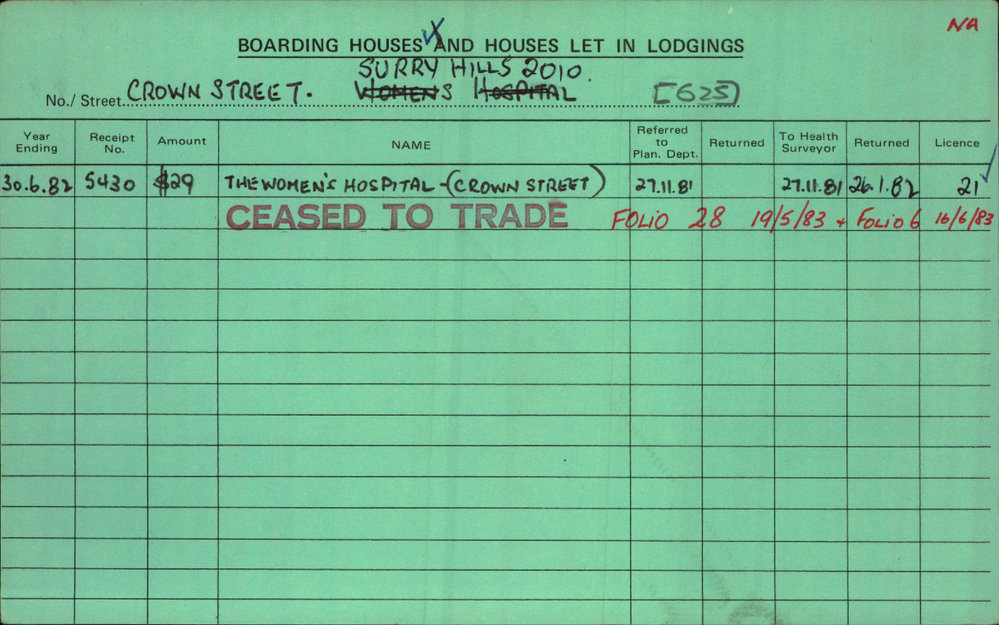 NA
BOARDING HOUSES AND HOUSES LET IN LODGINGS
SURRY HILLS 2010.
No./ Street. CROWN STREET. WOMENS HOSPITAL [625]
Year Ending Receipt No. Amount NAME Referred to Plan. Dept. Returned To Health Surveyor Returned Licence
30.6.82 5430 $29 THE WOMEN'S HOSPITAL - (CROWN STREET) 27.11.81 27.11.81 26.1.82 21
CEASED TO TRADE FOLIO 28 19/5/83 + FOLIO 6 16/6/83